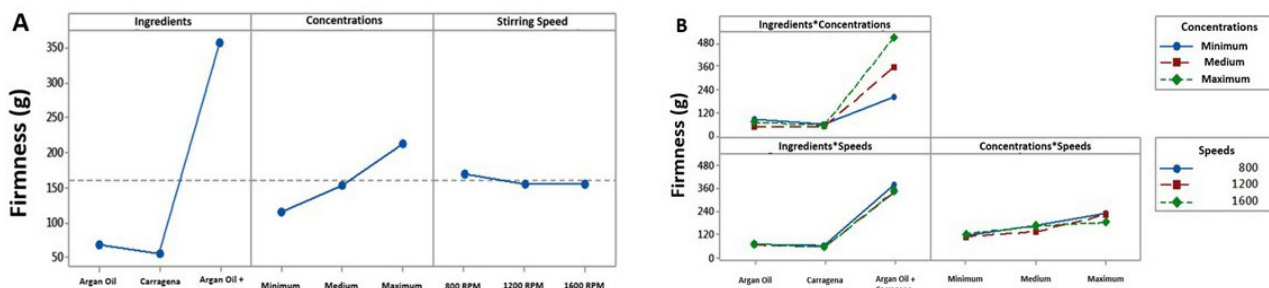 A
Ingredients
Concentrations
Stirring Speed
Firmness (g)
350
300
250
200
150
100
50
Argan Oil
Carragena
Argan Oil +
Minimum
Medium
Maximum
800 RPM
1200 RPM
1600 RPM
B
Ingredients*Concentrations
480
360
240
120
0
Firmness (g)
Ingredients*Speeds
Concentrations*Speeds
480
360
240
120
0
Argan Oil
Carragena
Argan Oil +
Minimum
Medium
Maximum
Concentrations
Minimum
Medium
Maximum
Speeds
800
1200
1600